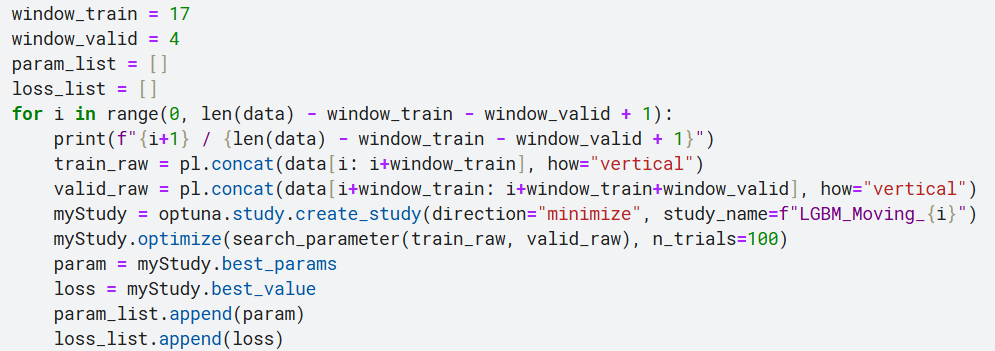 window_train = 17
window_valid = 4
param_list = []
loss_list = []
for i in range(0, len(data) - window_train - window_valid + 1):
    print(f"{i+1} / {len(data) - window_train - window_valid + 1}")
    train_raw = pl.concat(data[i: i+window_train], how="vertical")
    valid_raw = pl.concat(data[i+window_train: i+window_train+window_valid], how="vertical")
    myStudy = optuna.study.create_study(direction="minimize", study_name=f"LGBM_Moving_{i}")
    myStudy.optimize(search_parameter(train_raw, valid_raw), n_trials=100)
    param = myStudy.best_params
    loss = myStudy.best_value
    param_list.append(param)
    loss_list.append(loss)